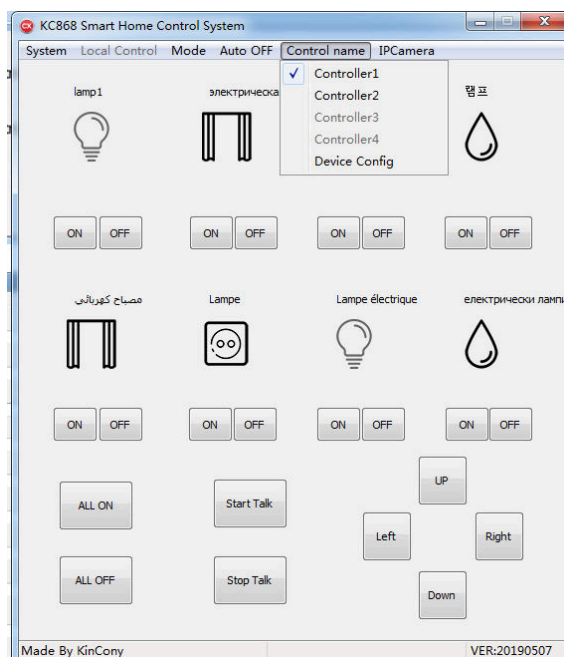 KC868 Smart Home Control System
System Local Control Mode Auto OFF Control name IPCamera
Controller1
Controller2
Controller3
Controller4
Device Config
lamp1 электрическа 램프
ON OFF ON OFF ON OFF ON OFF
مصباح كهربائي Lampe Lampe électrique електрически лампи
ON OFF ON OFF ON OFF ON OFF
ALL ON Start Talk UP
Left Right
ALL OFF Stop Talk Down
Made By KinCony VER:20190507